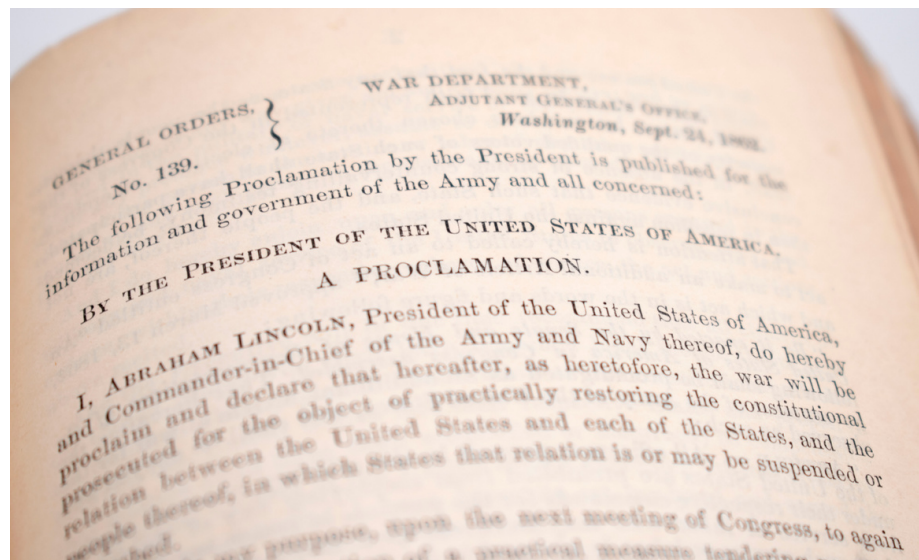 WAR DEPARTMENT,
GENERAL ORDERS,
ADJUTANT GENERAL'S OFFICE,
Washington, Sept. 24, 1862.
No. 139.
The following Proclamation by the President is published for the
information and government of the Army and all concerned:
BY THE PRESIDENT OF THE UNITED STATES OF AMERICA,
A PROCLAMATION.
I, ABRAHAM LINCOLN, President of the United States of America,
and Commander-in-Chief of the Army and Navy thereof, do hereby
proclaim and declare that hereafter, as heretofore, the war will be
prosecuted for the object of practically restoring the constitutional
relation between the United States and each of the States, and the
people thereof, in which States that relation is or may be suspended or
purpose, upon the next meeting of Congress, to again
of a practical measure tendering